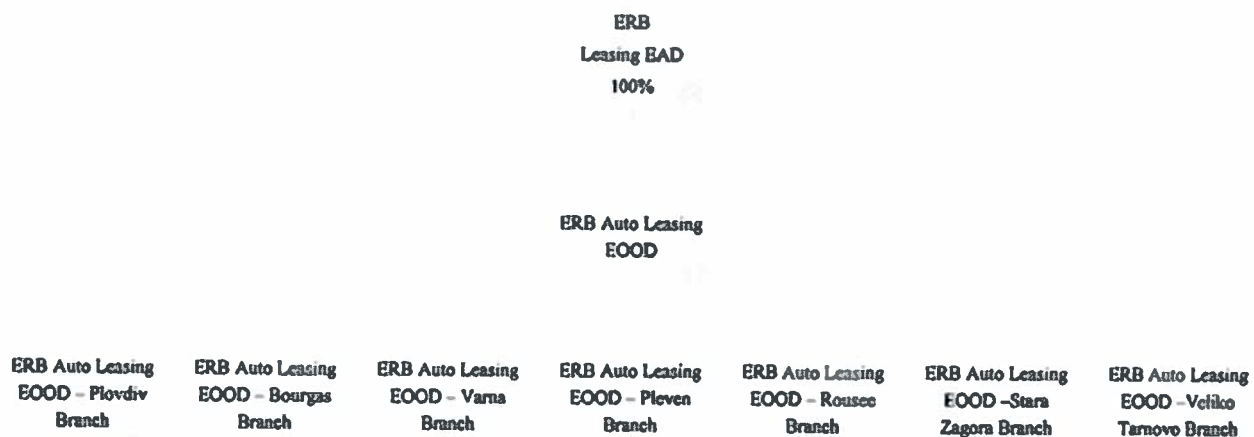 ERB
Leasing EAD
100%
ERB Auto Leasing
EOOD
ERB Auto Leasing
EOOD – Plovdiv
Branch
ERB Auto Leasing
EOOD – Bourgas
Branch
ERB Auto Leasing
EOOD – Varna
Branch
ERB Auto Leasing
EOOD – Pleven
Branch
ERB Auto Leasing
EOOD – Rousee
Branch
ERB Auto Leasing
EOOD –Stara
Zagora Branch
ERB Auto Leasing
EOOD –Veliko
Tarnovo Branch